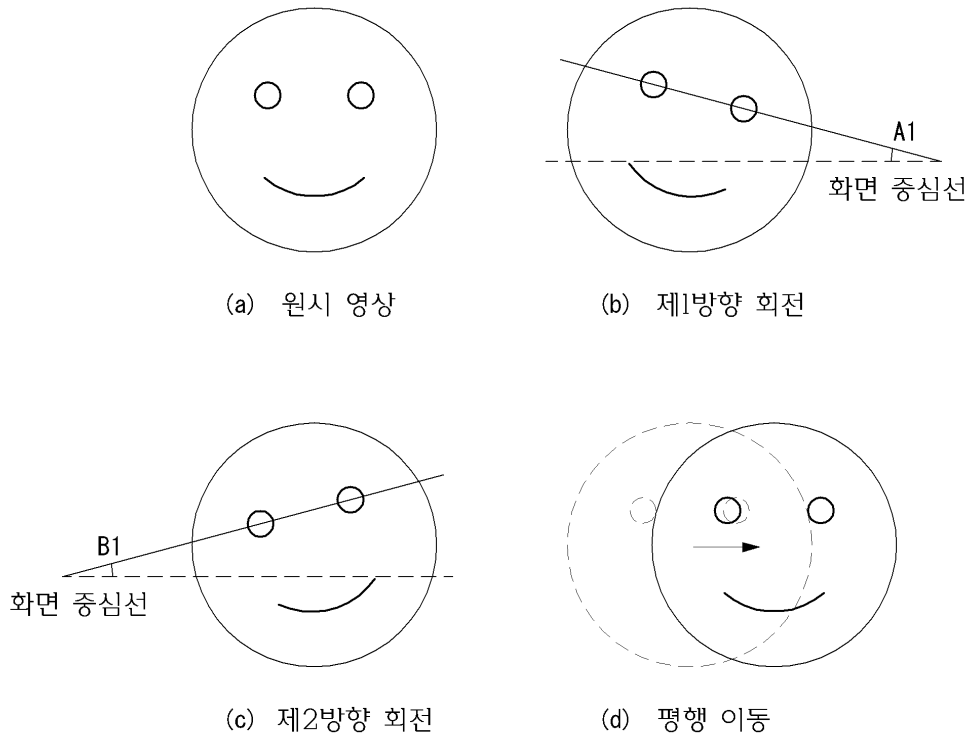 A1
화면 중심선
(a) 원시 영상
(b) 제1방향 회전
B1
화면 중심선
(c) 제2방향 회전
(d) 평행 이동